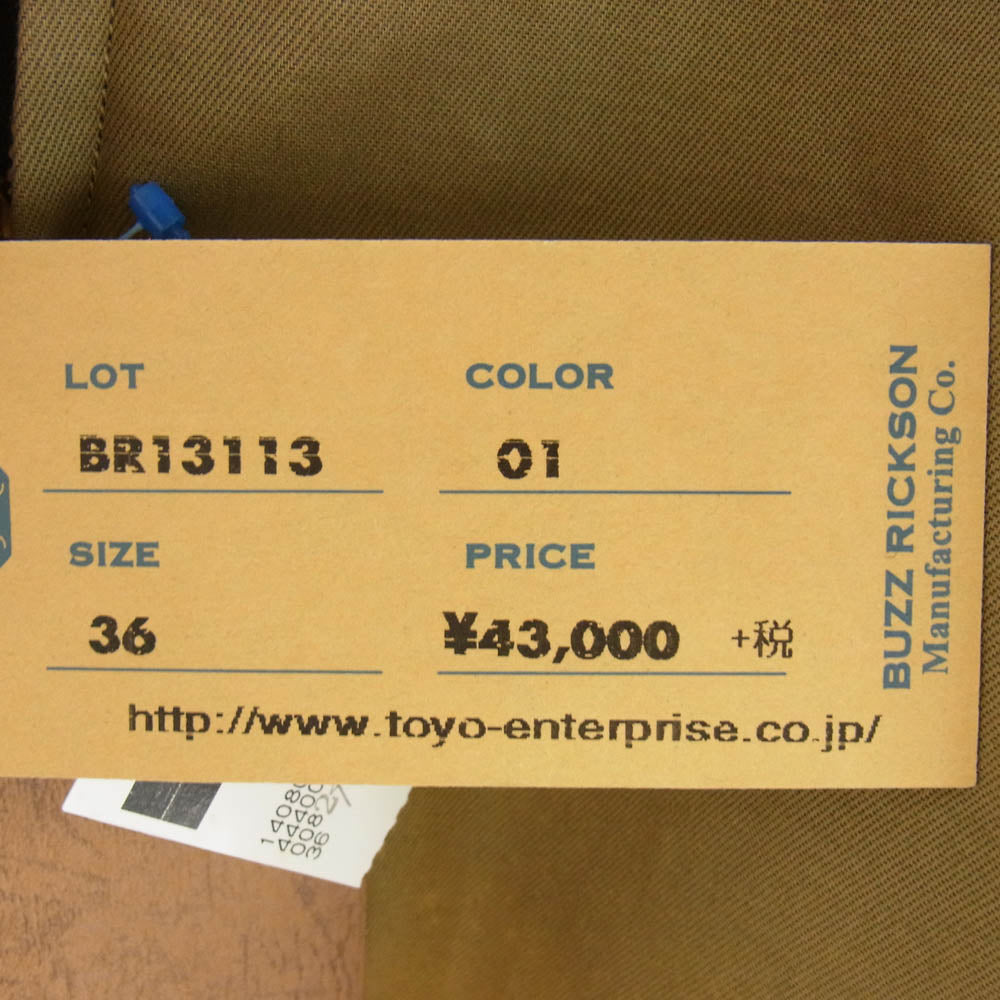 LOT
BR13113
COLOR
01
SIZE
36
PRICE
¥43,000 +税
http://www.toyo-enterprise.co.jp/
BUZZ RICKSON
Manufacturing Co.